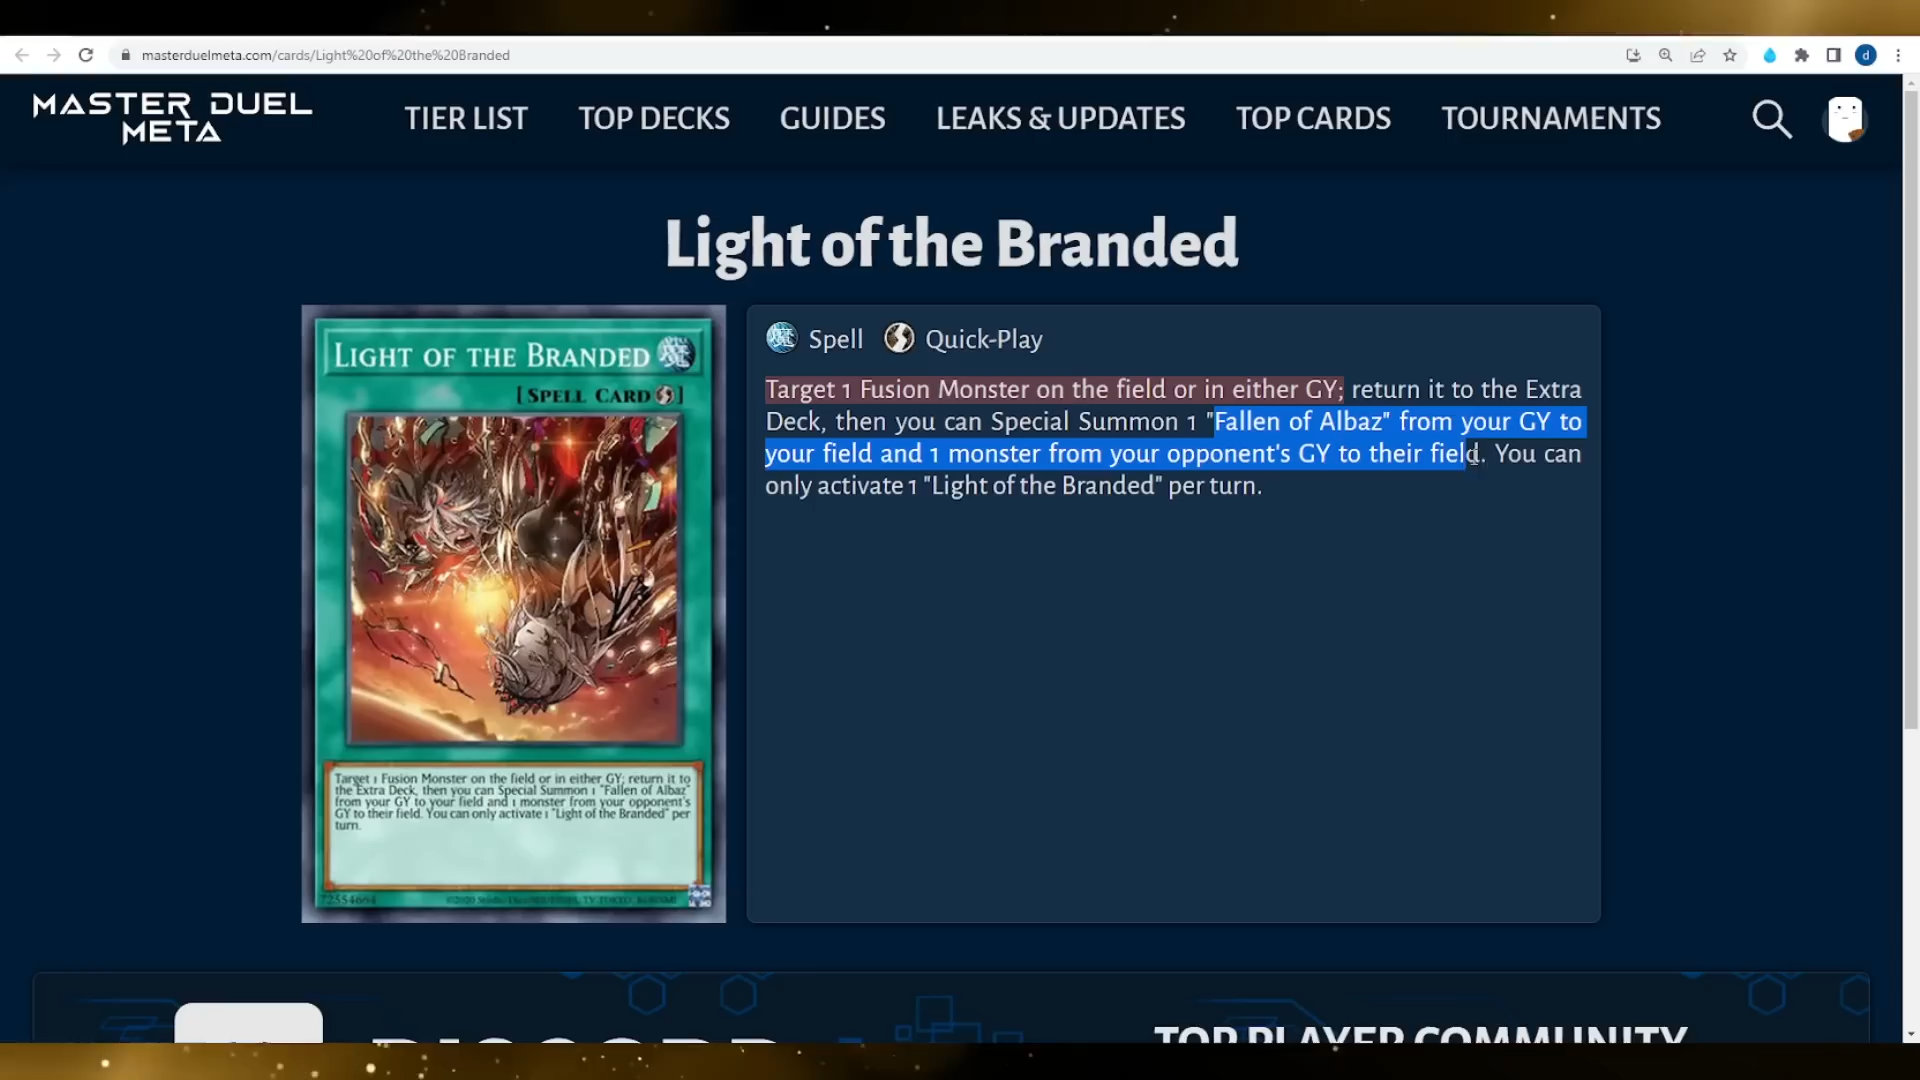 masterduelmeta.com/cards/Light%20of%20the%20Branded
d
MASTER DUEL
META
TIER LIST
TOP DECKS
GUIDES
LEAKS & UPDATES
TOP CARDS
TOURNAMENTS
Light of the Branded
LIGHT OF THE BRANDED
魔
[SPELL CARD]
Target 1 Fusion Monster on the field or in either GY; return it to
the Extra Deck, then you can Special Summon 1 "Fallen of Albaz"
from your GY to your field and 1 monster from your opponent's
GY to their field. You can only activate 1 "Light of the Branded" per
turn.
72554664
魔 Spell Quick-Play
Target 1 Fusion Monster on the field or in either GY; return it to the Extra
Deck, then you can Special Summon 1 "Fallen of Albaz" from your GY to
your field and 1 monster from your opponent's GY to their field. You can
only activate 1 "Light of the Branded" per turn.
TOP PLAYER COMMUNITY